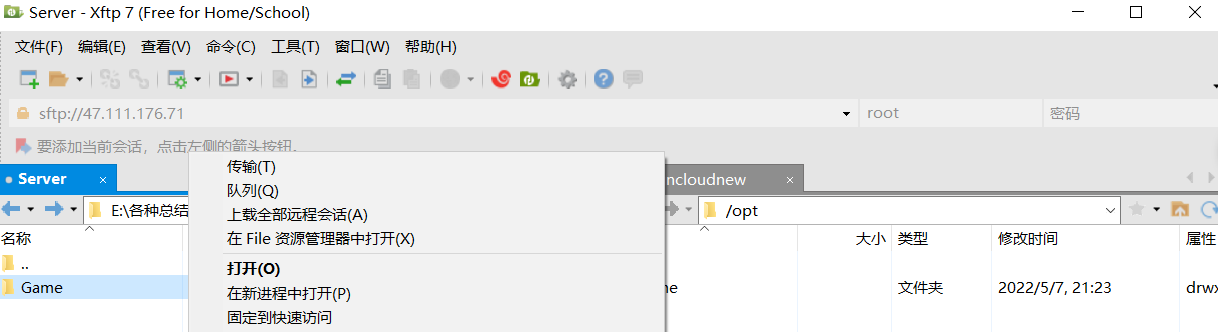 Server - Xftp 7 (Free for Home/School)
文件(F) 编辑(E) 查看(V) 命令(C) 工具(T) 窗口(W) 帮助(H)
sftp://47.111.176.71 root 密码
要添加当前会话，点击左侧的箭头按钮。
Server × ncloudnew ×
E:\各种总结 /opt
名称 大小 类型 修改时间 属性
..
Game 文件夹 2022/5/7, 21:23 drwx
传输(T)
队列(Q)
上载全部远程会话(A)
在 File 资源管理器中打开(X)
打开(O)
在新进程中打开(P)
固定到快速访问